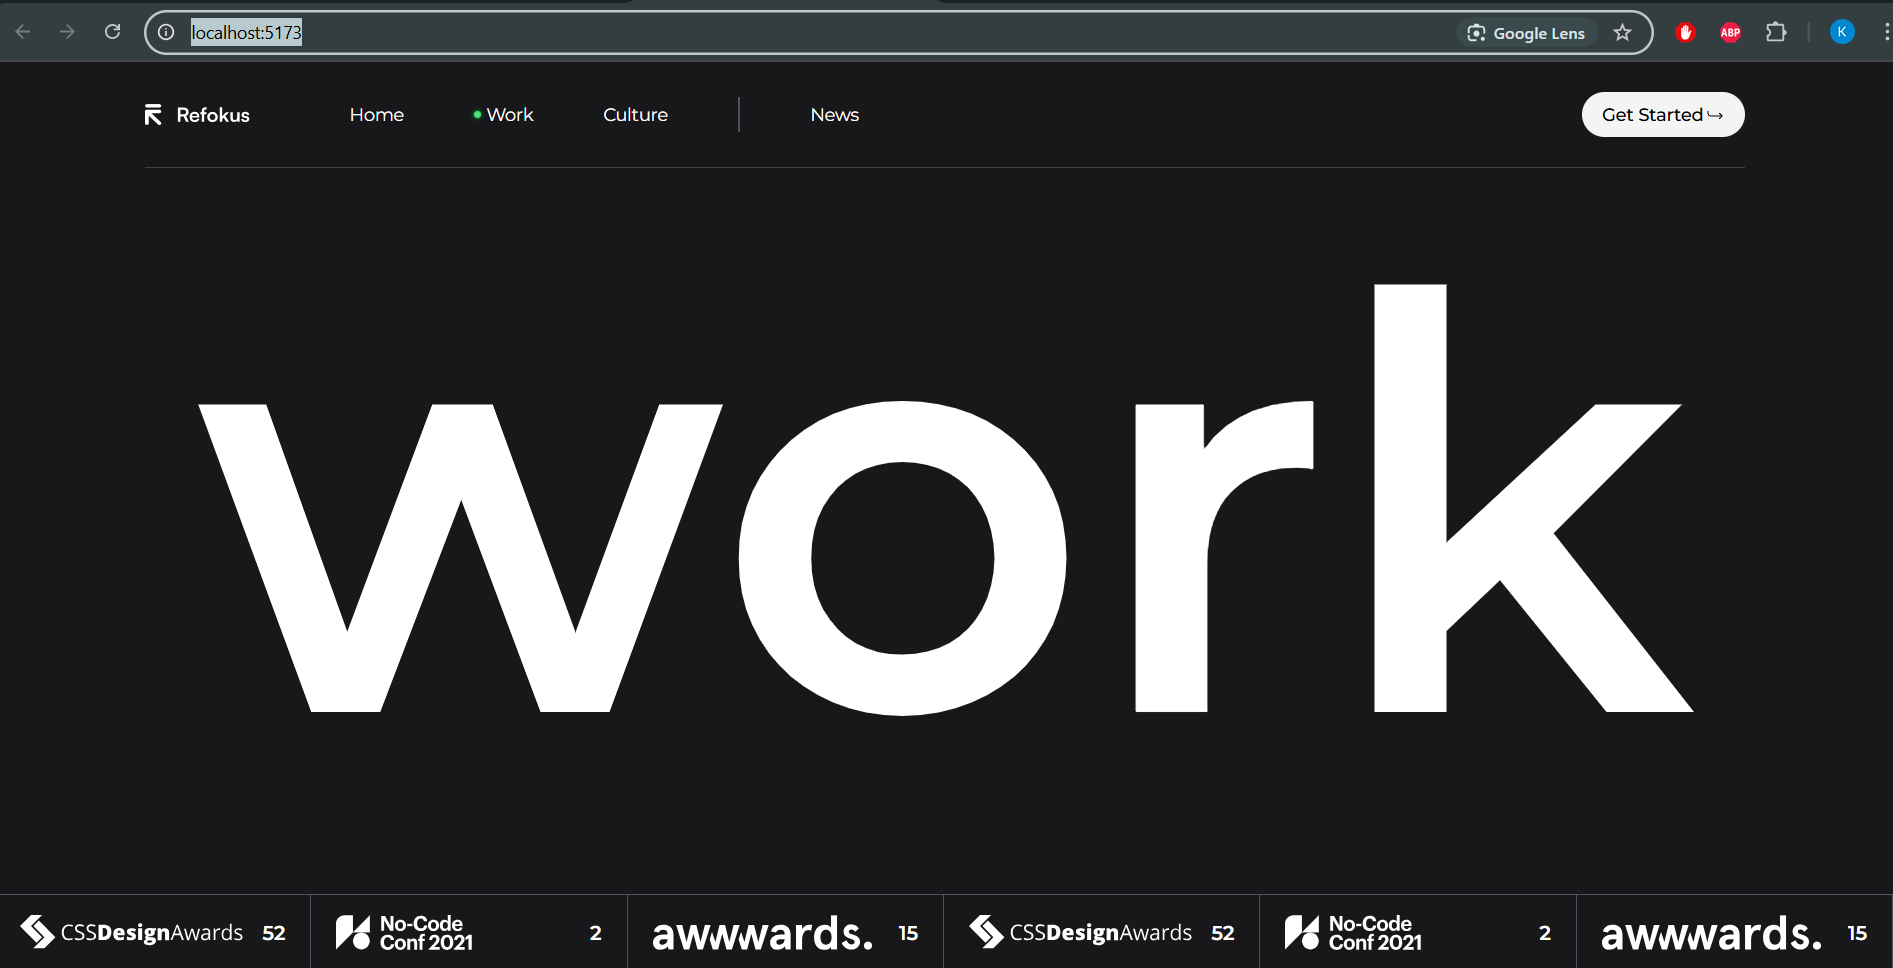 localhost:5173
Google Lens
ABP
K
Refokus
Home
Work
Culture
News
Get Started
work
CSSDesignAwards 52
No-Code
Conf 2021
2
awwwards. 15
CSSDesignAwards 52
No-Code
Conf 2021
2
awwwards. 15